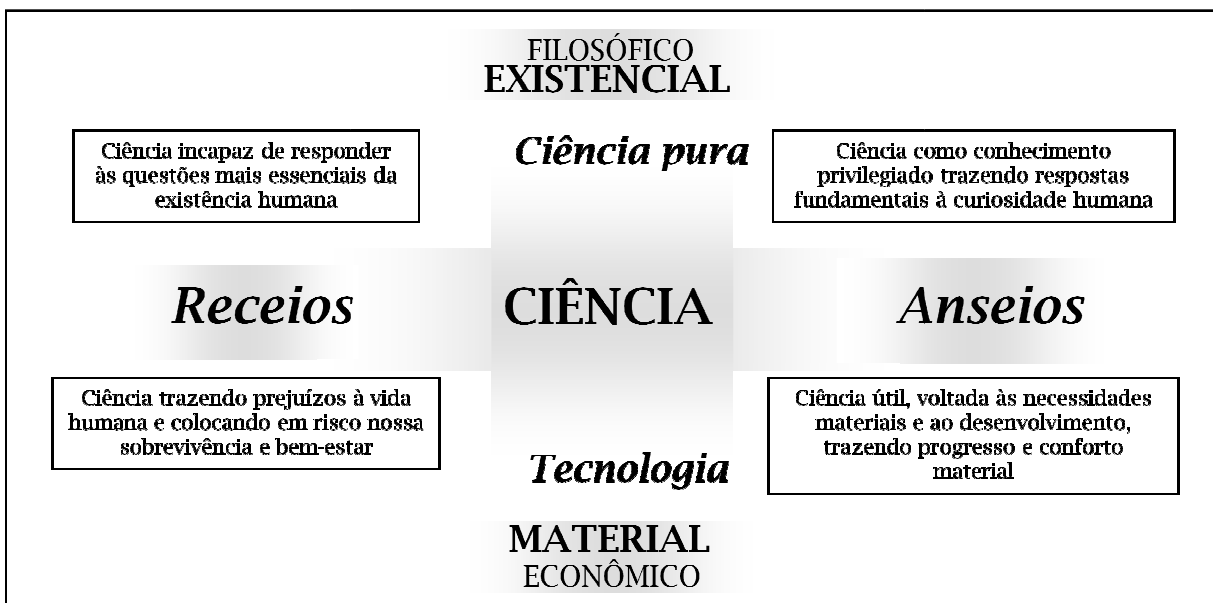 FILOSÓFICO
EXISTENCIAL
Ciência incapaz de responder
às questões mais essenciais da
existência humana
Ciência pura
Ciência como conhecimento
privilegiado trazendo respostas
fundamentais à curiosidade humana
Receios
CIÊNCIA
Anseios
Ciência trazendo prejuízos à vida
humana e colocando em risco nossa
sobrevivência e bem-estar
Tecnologia
Ciência útil, voltada às necessidades
materiais e ao desenvolvimento,
trazendo progresso e conforto
material
MATERIAL
ECONÔMICO